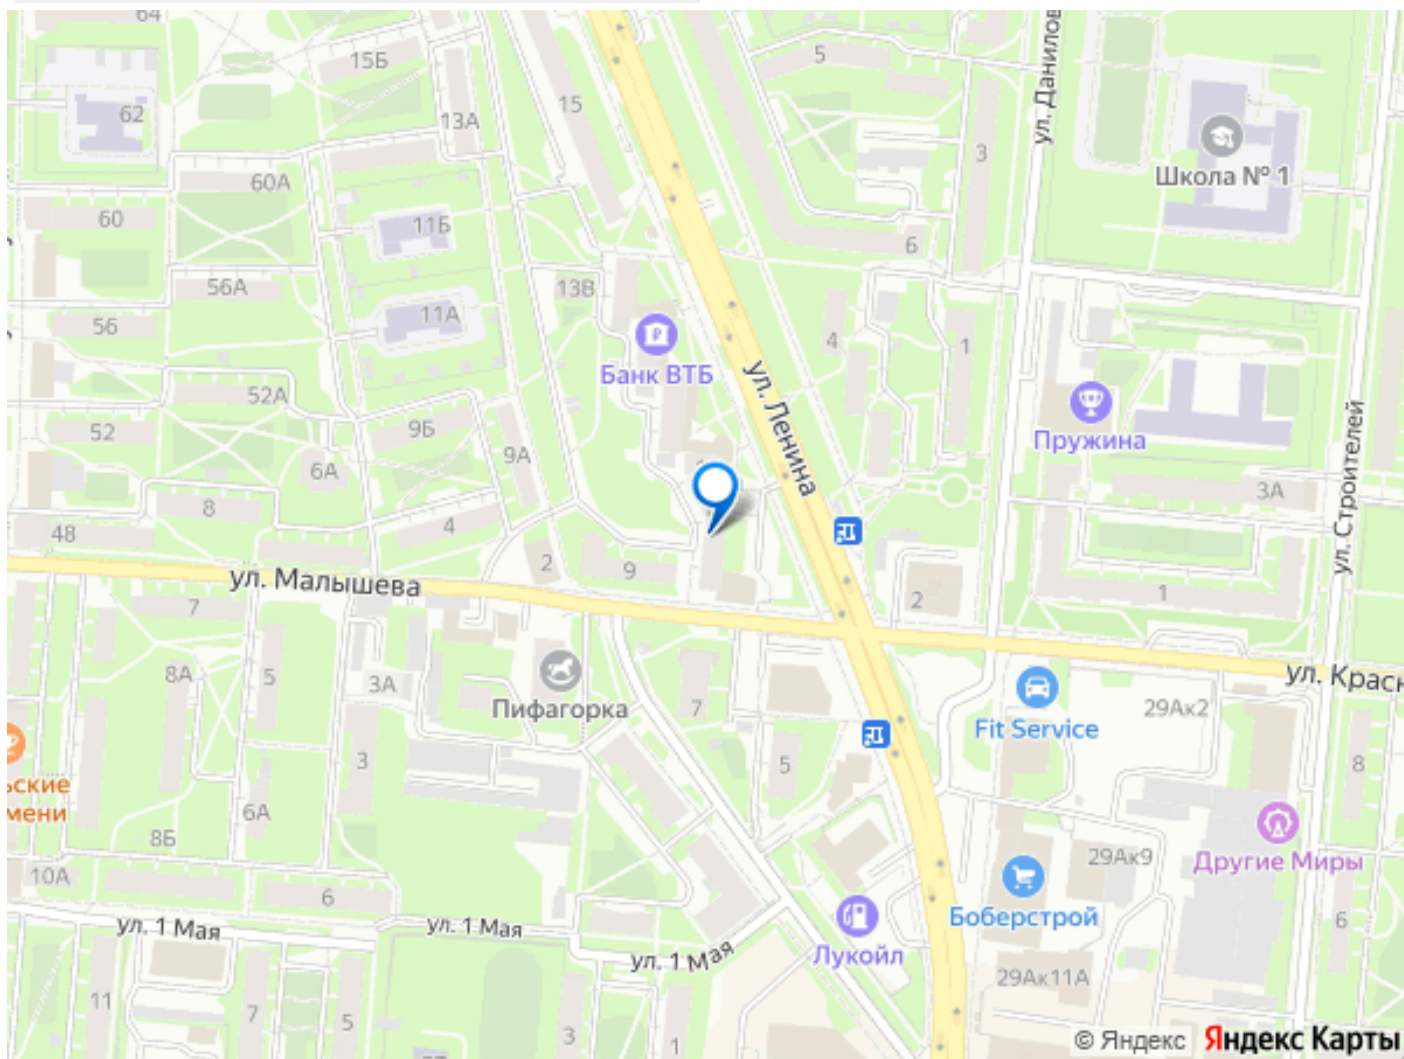 64
15Б
5
ул. Данилов
15
62
13А
3
Школа № 1
60А
60
11Б
6
56А
13В
56
11А
4
1
Банк ВТБ
ул. Ленина
52А
52
9Б
Пружина
ул. Строителей
9А
6А
3А
8
4
48
2
9
ул. Малышева
2
1
7
8А
5
3А
Пифагорка
7
ул. Красн
29Ак2
Fit Service
3
5
8
ьские
мени
6А
8Б
29Ак9
Другие Миры
10А
6
Боберстрой
6
ул. 1 Мая
ул. 1 Мая
ул. 1 Мая
Лукойл
29Ак11А
11
7
5
3
1
© Яндекс
Яндекс Карты